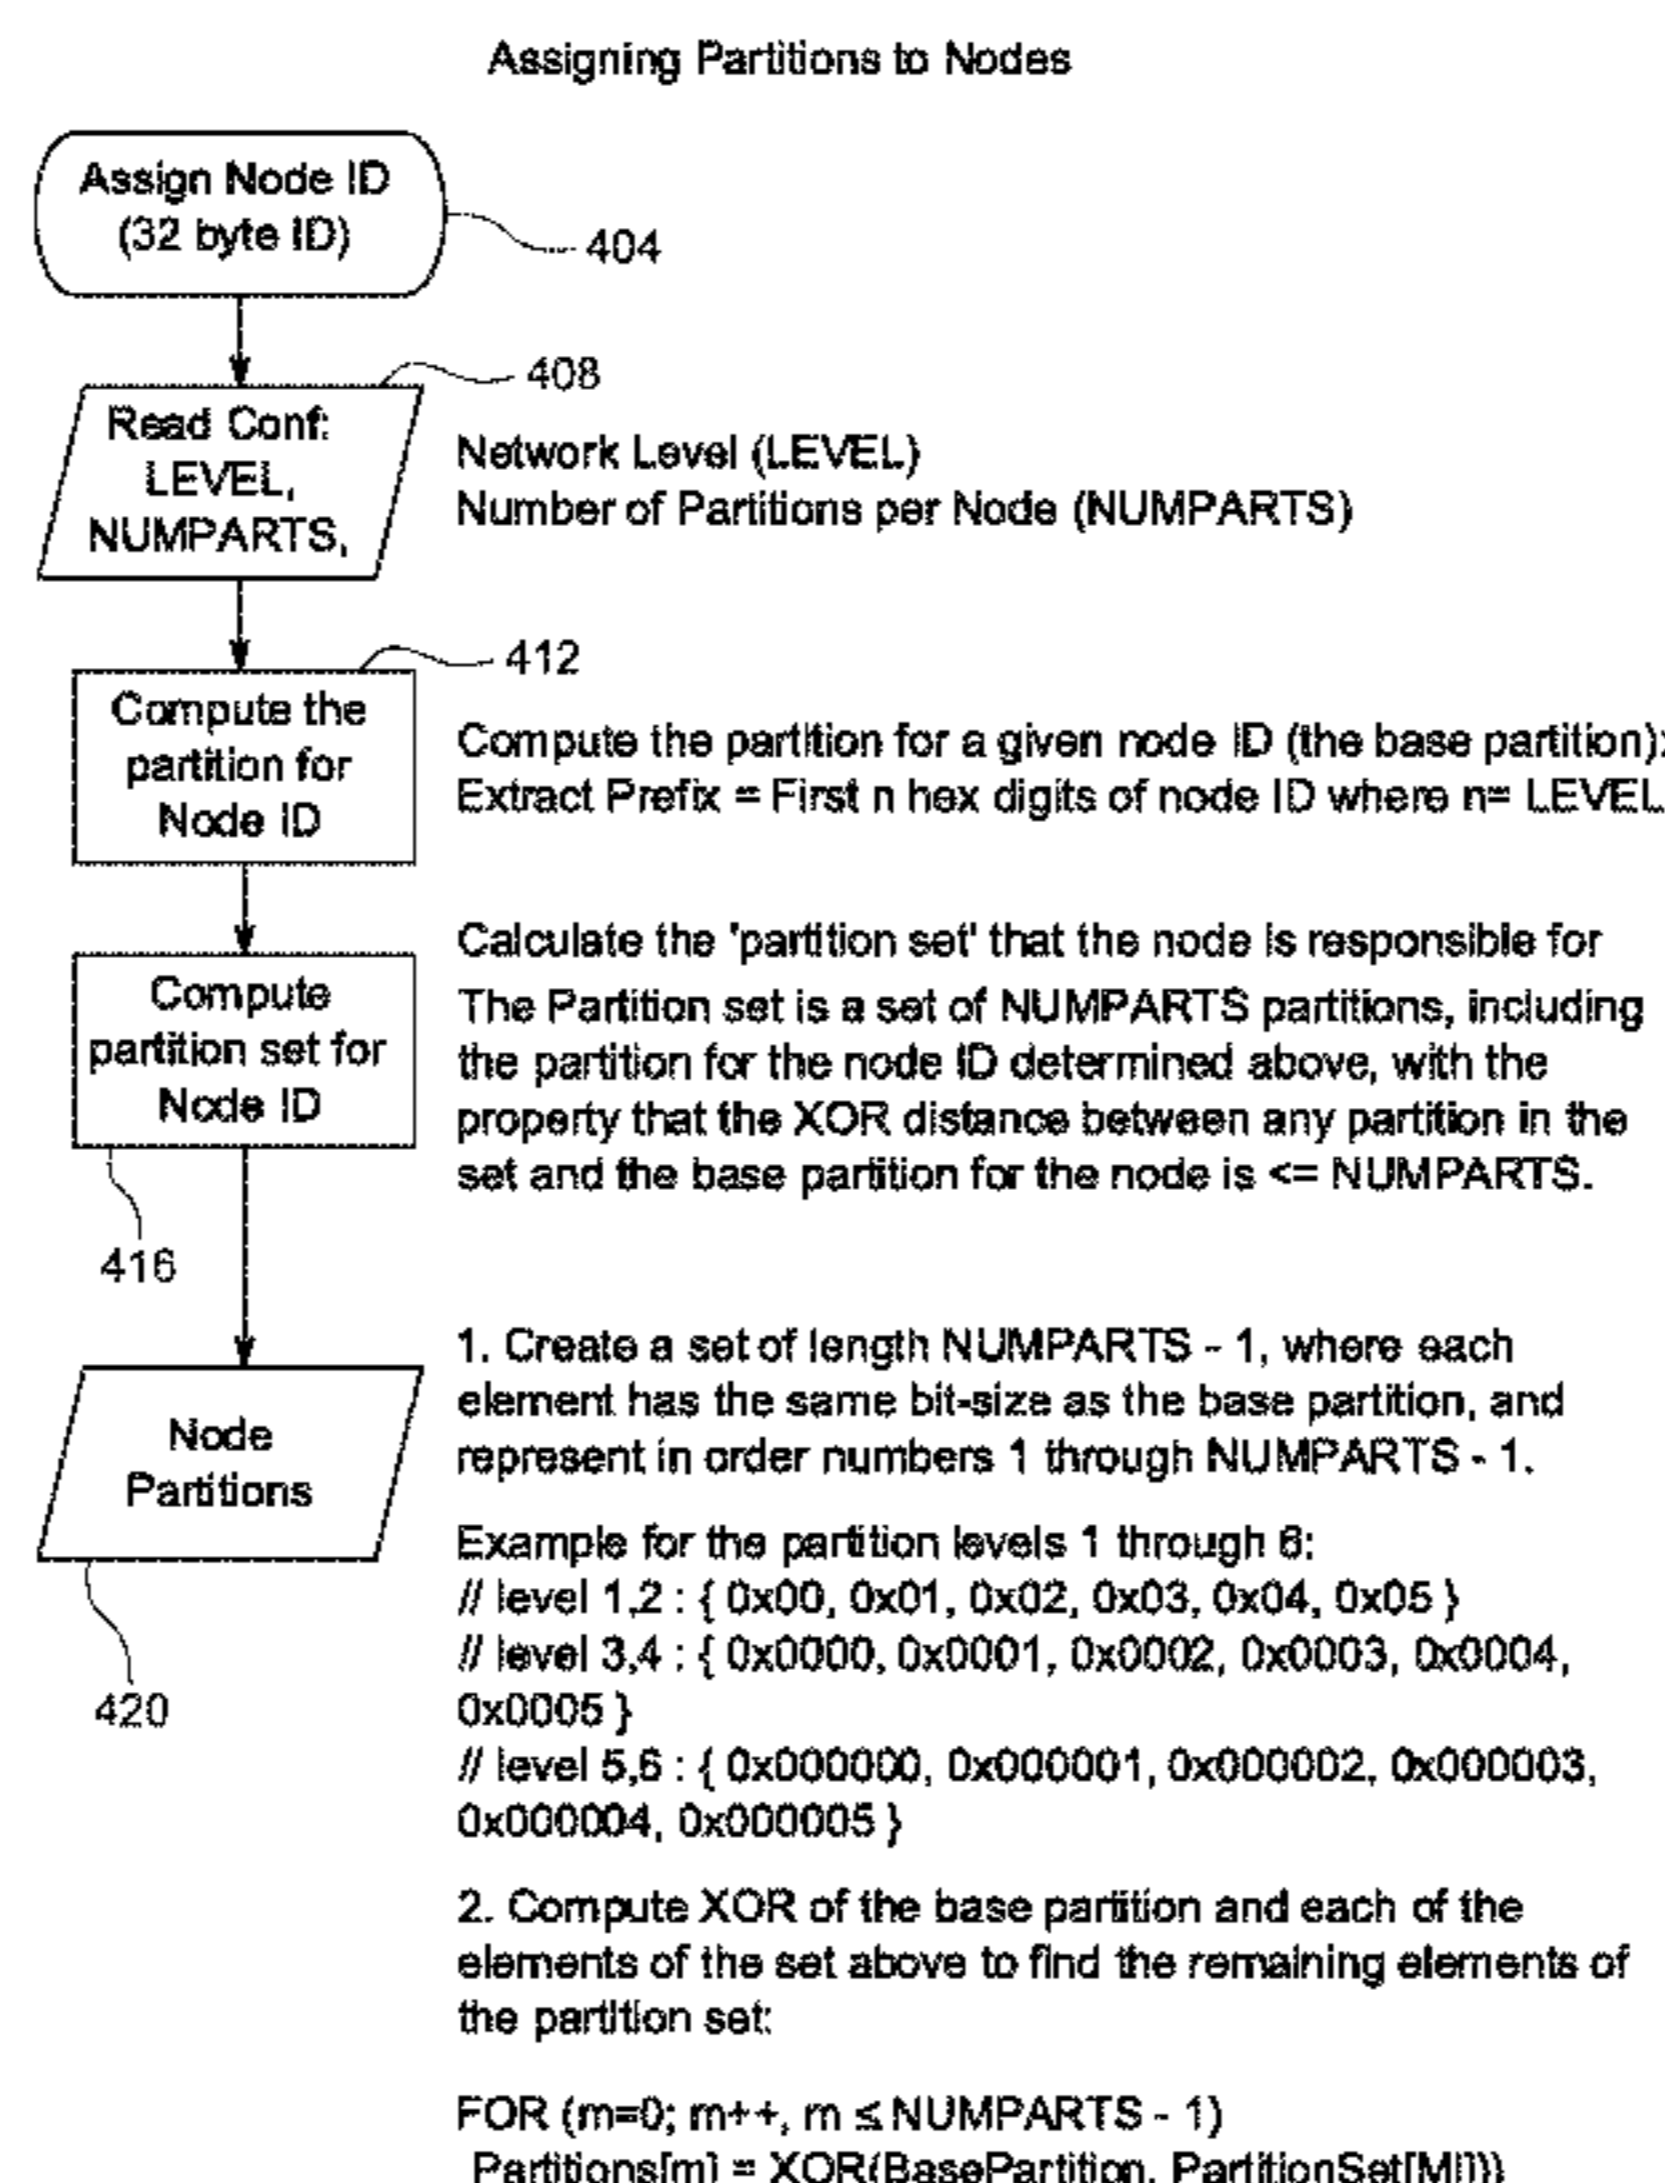 Assigning Partitions to Nodes
Assign Node ID
(32 byte ID)
404
408
Read Conf:
LEVEL,
NUMPARTS,
Network Level (LEVEL)
Number of Partitions per Node (NUMPARTS)
412
Compute the
partition for
Node ID
Compute the partition for a given node ID (the base partition):
Extract Prefix = First n hex digits of node ID where n= LEVEL
Compute
partition set for
Node ID
416
Calculate the 'partition set' that the node is responsible for
The Partition set is a set of NUMPARTS partitions, including
the partition for the node ID determined above, with the
property that the XOR distance between any partition in the
set and the base partition for the node is <= NUMPARTS.
Node
Partitions
420
1. Create a set of length NUMPARTS - 1, where each
element has the same bit-size as the base partition, and
represent in order numbers 1 through NUMPARTS - 1.
Example for the partition levels 1 through 6:
// level 1,2 : { 0x00, 0x01, 0x02, 0x03, 0x04, 0x05 }
// level 3,4 : { 0x0000, 0x0001, 0x0002, 0x0003, 0x0004,
0x0005 }
// level 5,6 : { 0x000000, 0x000001, 0x000002, 0x000003,
0x000004, 0x000005 }
2. Compute XOR of the base partition and each of the
elements of the set above to find the remaining elements of
the partition set:
FOR (m=0; m++, m ≤ NUMPARTS - 1)
Partitions[m] = XOR(BasePartition, PartitionSet[M]))